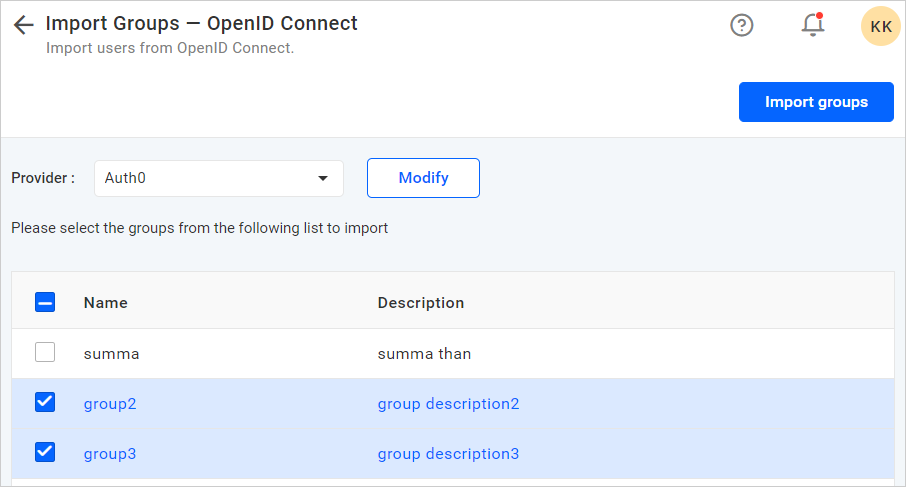 Import Groups — OpenID Connect
Import users from OpenID Connect.
KK
Import groups
Provider : Auth0 Modify
Please select the groups from the following list to import
Name Description
summa summa than
group2 group description2
group3 group description3